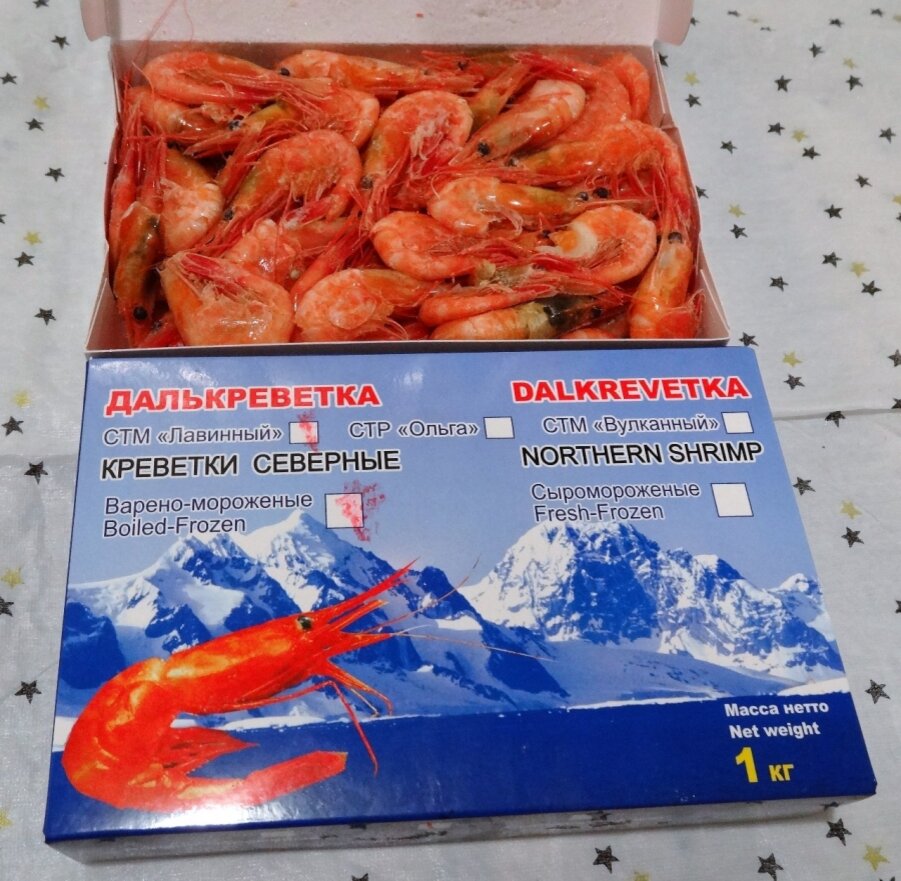 ДАЛЬКРЕВЕТКА DALKREVETKA
СТМ «Лавинный» СТР «Ольга» СТМ «Вулканный»
КРЕВЕТКИ СЕВЕРНЫЕ NORTHERN SHRIMP
Варено-мороженые Сыромороженые
Boiled-Frozen Fresh-Frozen
Масса нетто
Net weight
1 кг